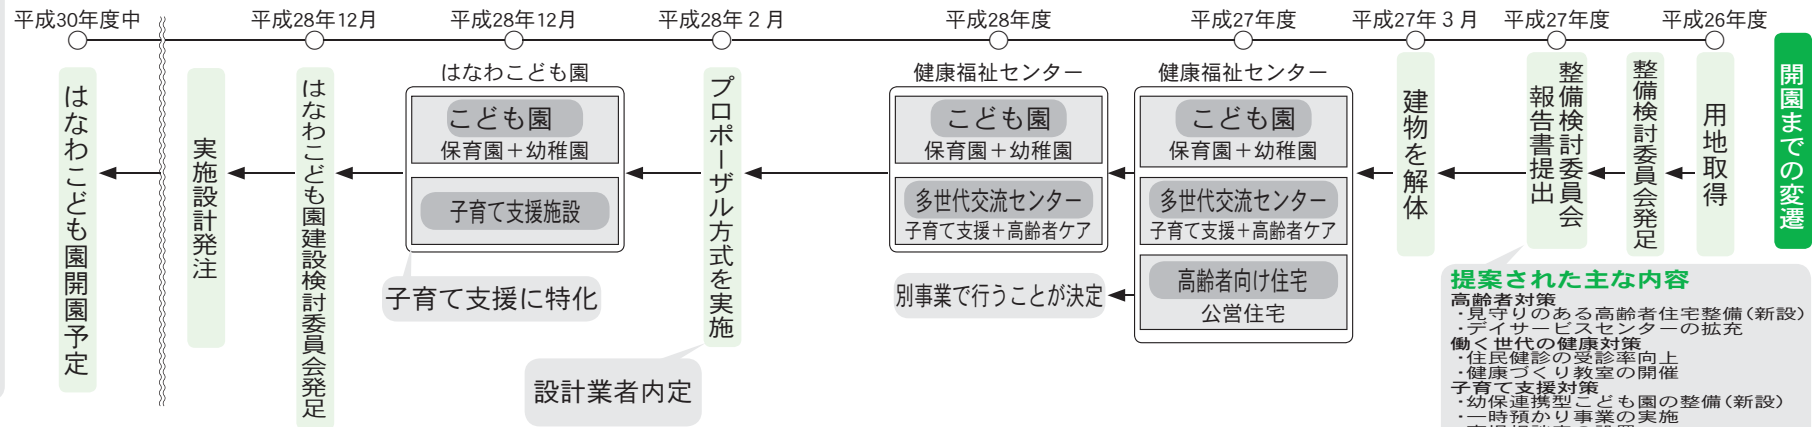 開園までの変遷
平成26年度
用地取得
整備検討委員会発足
平成27年度
整備検討委員会
報告書提出
提案された主な内容
高齢者対策
・見守りのある高齢者住宅整備(新設)
・デイサービスセンターの拡充
働く世代の健康対策
・住民健診の受診率向上
・健康づくり教室の開催
子育て支援対策
・幼保連携型こども園の整備(新設)
・一時預かり事業の実施
平成27年3月
建物を解体
平成27年度
健康福祉センター
こども園
保育園＋幼稚園
多世代交流センター
子育て支援＋高齢者ケア
高齢者向け住宅
公営住宅
平成28年度
健康福祉センター
こども園
保育園＋幼稚園
多世代交流センター
子育て支援＋高齢者ケア
別事業で行うことが決定
平成28年2月
プロポーザル方式を実施
設計業者内定
平成28年12月
はなわこども園
こども園
保育園＋幼稚園
子育て支援施設
子育て支援に特化
平成28年12月
はなわこども園建設検討委員会発足
実施設計発注
平成30年度中
はなわこども園開園予定